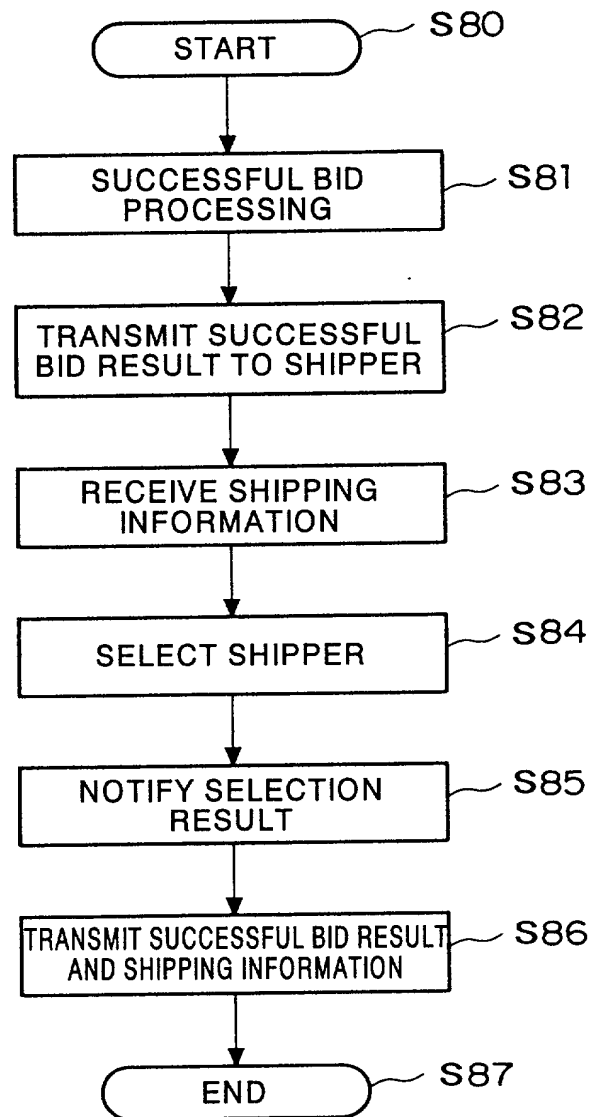 START
S80
SUCCESSFUL BID
PROCESSING
S81
TRANSMIT SUCCESSFUL
BID RESULT TO SHIPPER
S82
RECEIVE SHIPPING
INFORMATION
S83
SELECT SHIPPER
S84
NOTIFY SELECTION
RESULT
S85
TRANSMIT SUCCESSFUL BID RESULT
AND SHIPPING INFORMATION
S86
END
S87